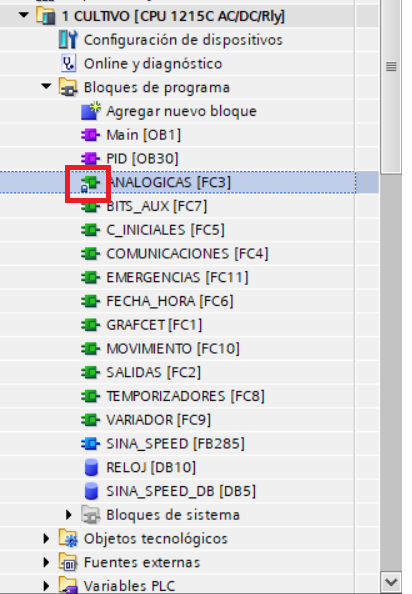 1 CULTIVO [CPU 1215C AC/DC/Rly]
Configuración de dispositivos
Online y diagnóstico
Bloques de programa
Agregar nuevo bloque
Main [OB1]
PID [OB30]
ANALOGICAS [FC3]
BITS_AUX [FC7]
C_INICIALES [FC5]
COMUNICACIONES [FC4]
EMERGENCIAS [FC11]
FECHA_HORA [FC6]
GRAFCET [FC1]
MOVIMIENTO [FC10]
SALIDAS [FC2]
TEMPORIZADORES [FC8]
VARIADOR [FC9]
SINA_SPEED [FB285]
RELOJ [DB10]
SINA_SPEED_DB [DB5]
Bloques de sistema
Objetos tecnológicos
Fuentes externas
Variables PLC